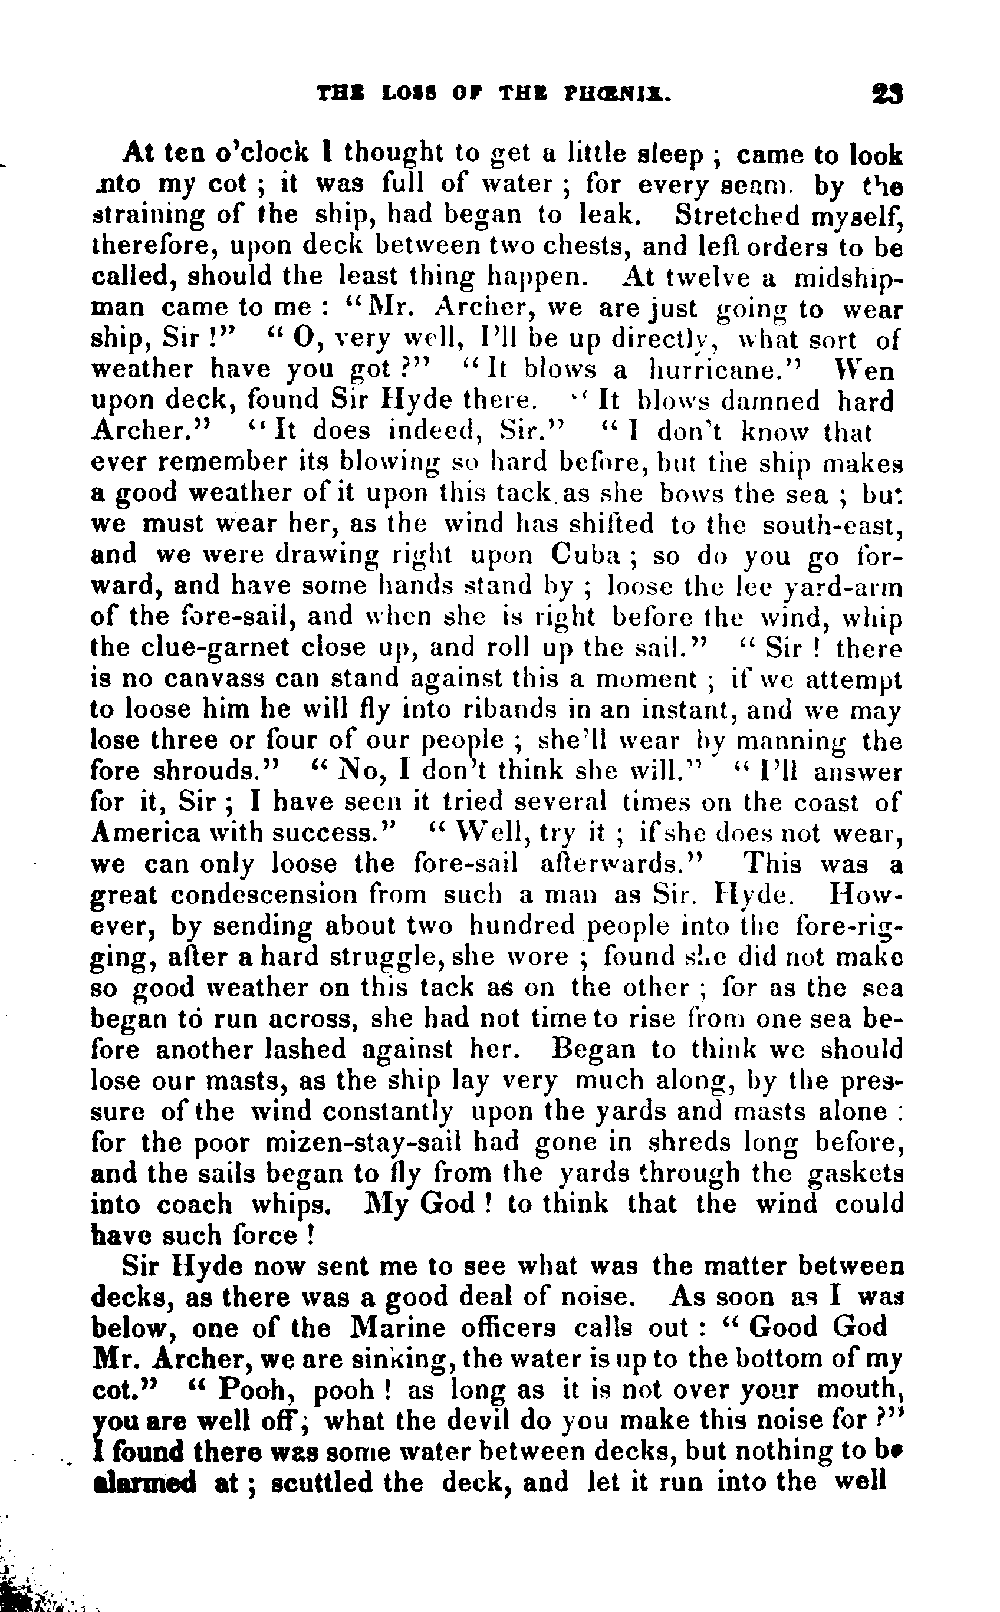 THE LOSS OF THE PHŒNIX. 23
At ten o'clock I thought to get a little sleep ; came to look
into my cot ; it was full of water ; for every seam. by the
straining of the ship, had began to leak. Stretched myself,
therefore, upon deck between two chests, and left orders to be
called, should the least thing happen. At twelve a midship-
man came to me : “Mr. Archer, we are just going to wear
ship, Sir !” “ O, very well, I'll be up directly, what sort of
weather have you got ?” “ It blows a hurricane.” Wen
upon deck, found Sir Hyde there. “ It blows damned hard
Archer.” “ It does indeed, Sir.” “ I don't know that
ever remember its blowing so hard before, but the ship makes
a good weather of it upon this tack as she bows the sea ; but
we must wear her, as the wind has shifted to the south-east,
and we were drawing right upon Cuba ; so do you go for-
ward, and have some hands stand by ; loose the lee yard-arm
of the fore-sail, and when she is right before the wind, whip
the clue-garnet close up, and roll up the sail.” “ Sir ! there
is no canvass can stand against this a moment ; if we attempt
to loose him he will fly into ribands in an instant, and we may
lose three or four of our people ; she'll wear by manning the
fore shrouds.” “ No, I don't think she will.” “ I'll answer
for it, Sir ; I have seen it tried several times on the coast of
America with success.” “ Well, try it ; if she does not wear,
we can only loose the fore-sail afterwards.” This was a
great condescension from such a man as Sir. Hyde. How-
ever, by sending about two hundred people into the fore-rig-
ging, after a hard struggle, she wore ; found she did not make
so good weather on this tack as on the other ; for as the sea
began to run across, she had not time to rise from one sea be-
fore another lashed against her. Began to think we should
lose our masts, as the ship lay very much along, by the pres-
sure of the wind constantly upon the yards and masts alone :
for the poor mizen-stay-sail had gone in shreds long before,
and the sails began to fly from the yards through the gaskets
into coach whips. My God ! to think that the wind could
have such force !
Sir Hyde now sent me to see what was the matter between
decks, as there was a good deal of noise. As soon as I was
below, one of the Marine officers calls out : “ Good God
Mr. Archer, we are sinking, the water is up to the bottom of my
cot.” “ Pooh, pooh ! as long as it is not over your mouth,
you are well off; what the devil do you make this noise for ?”
I found there was some water between decks, but nothing to be
alarmed at ; scuttled the deck, and let it run into the well